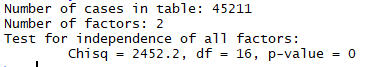 Number of cases in table: 45211
Number of factors: 2
Test for independence of all factors:
Chisq = 2452.2, df = 16, p-value = 0